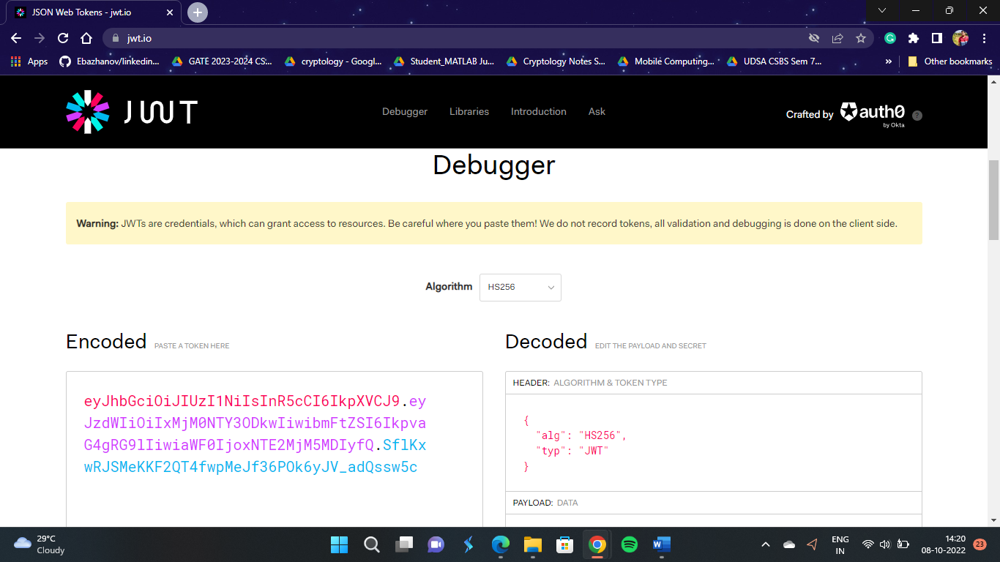 JSON Web Tokens - jwt.io
jwt.io
Apps
Ebazhanov/linkedin...
GATE 2023-2024 CS:...
cryptology - Googl...
Student_MATLAB Ju...
Cryptology Notes S...
Mobile Computing...
UDSA CSBS Sem 7...
»
Other bookmarks
JWT
Debugger
Libraries
Introduction
Ask
Crafted by
auth0
by Okta
?
Debugger
Warning: JWTs are credentials, which can grant access to resources. Be careful where you paste them! We do not record tokens, all validation and debugging is done on the client side.
Algorithm
HS256
Encoded PASTE A TOKEN HERE
eyJhbGciOiJIUzI1NiIsInR5cCI6IkpXVCJ9.ey
JzdWIiOiIxMjM0NTY3ODkwIiwibmFtZSI6Ikpva
G4gRG9lIiwiaWF0IjoxNTE2MjM5MDIyfQ.SflKx
wRJSMeKKF2QT4fwpMeJf36POk6yJV_adQssw5c
Decoded EDIT THE PAYLOAD AND SECRET
HEADER: ALGORITHM & TOKEN TYPE
{
"alg": "HS256",
"typ": "JWT"
}
PAYLOAD: DATA
29°C
Cloudy
ENG
IN
14:20
08-10-2022
23